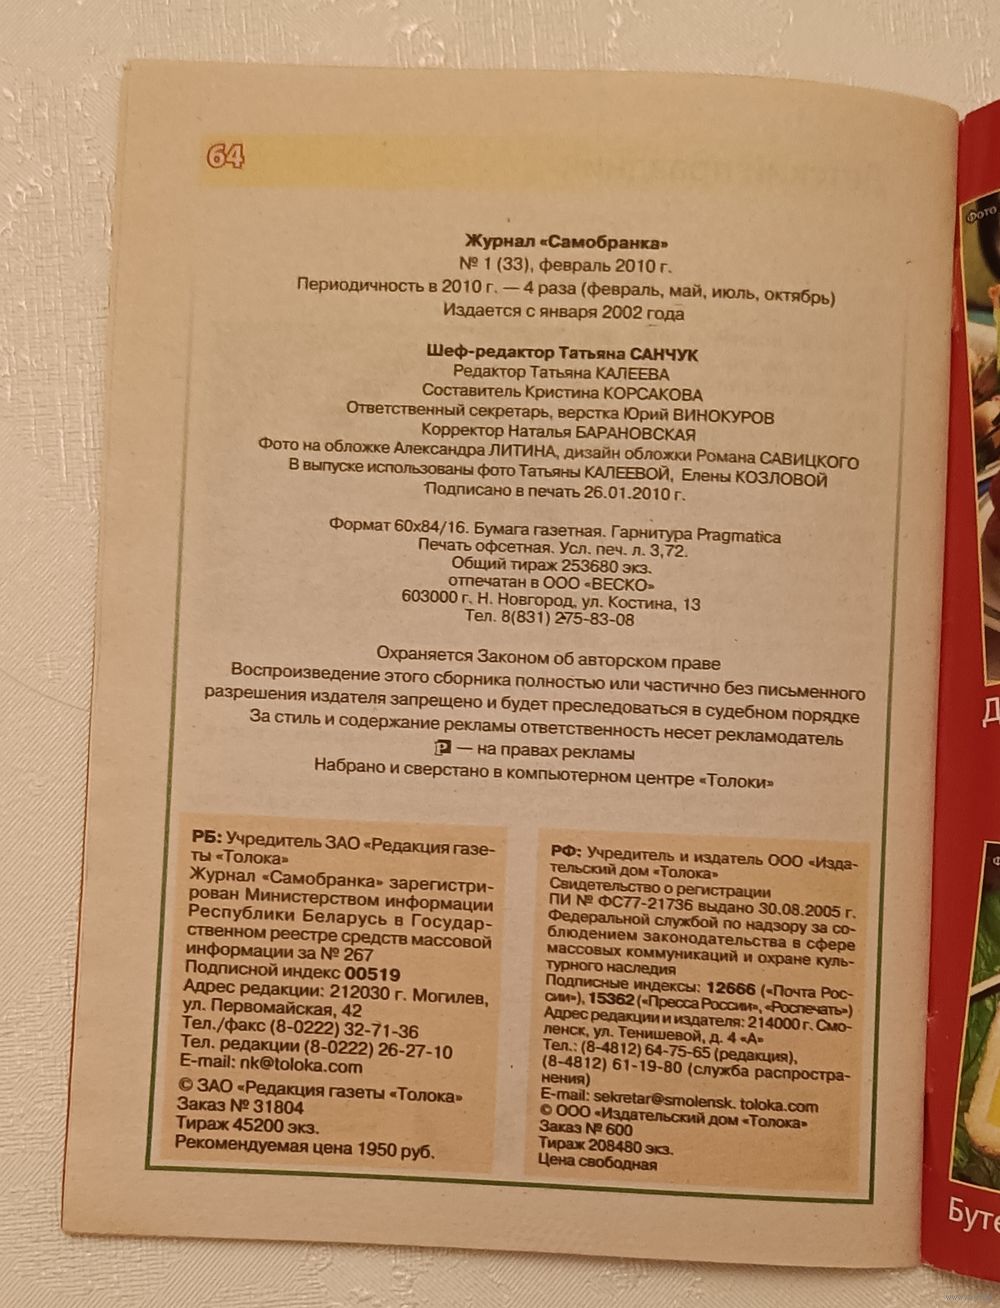 64
Журнал «Самобранка»
№ 1 (33), февраль 2010 г.
Периодичность в 2010 г. — 4 раза (февраль, май, июль, октябрь)
Издается с января 2002 года
Шеф-редактор Татьяна САНЧУК
Редактор Татьяна КАЛЕЕВА
Составитель Кристина КОРСАКОВА
Ответственный секретарь, верстка Юрий ВИНОКУРОВ
Корректор Наталья БАРАНОВСКАЯ
Фото на обложке Александра ЛИТИНА, дизайн обложки Романа САВИЦКОГО
В выпуске использованы фото Татьяны КАЛЕЕВОЙ, Елены КОЗЛОВОЙ
Подписано в печать 26.01.2010 г.
Формат 60x84/16. Бумага газетная. Гарнитура Pragmatica
Печать офсетная. Усл. печ. л. 3,72.
Общий тираж 253680 экз.
отпечатан в ООО «ВЕСКО»
603000 г. Н. Новгород, ул. Костина, 13
Тел. 8(831) 275-83-08
Охраняется Законом об авторском праве
Воспроизведение этого сборника полностью или частично без письменного
разрешения издателя запрещено и будет преследоваться в судебном порядке
За стиль и содержание рекламы ответственность несет рекламодатель
Р — на правах рекламы
Набрано и сверстано в компьютерном центре «Толоки»
РБ: Учредитель ЗАО «Редакция газе-
ты «Толока»
Журнал «Самобранка» зарегистри-
рован Министерством информации
Республики Беларусь в Государ-
ственном реестре средств массовой
информации за № 267
Подписной индекс 00519
Адрес редакции: 212030 г. Могилев,
ул. Первомайская, 42
Тел./факс (8-0222) 32-71-36
Тел. редакции (8-0222) 26-27-10
E-mail: nk@toloka.com
© ЗАО «Редакция газеты «Толока»
Заказ № 31804
Тираж 45200 экз.
Рекомендуемая цена 1950 руб.
РФ: Учредитель и издатель ООО «Изда-
тельский дом «Толока»
Свидетельство о регистрации
ПИ № ФС77-21736 выдано 30.08.2005 г.
Федеральной службой по надзору за со-
блюдением законодательства в сфере
массовых коммуникаций и охране куль-
турного наследия
Подписные индексы: 12666 («Почта Рос-
сии»), 15362 («Пресса России», «Роспечать»)
Адрес редакции и издателя: 214000 г. Смо-
ленск, ул. Тенишевой, д. 4 «А»
Тел.: (8-4812) 64-75-65 (редакция),
(8-4812) 61-19-80 (служба распростра-
нения)
E-mail: sekretar@smolensk. toloka.com
© ООО «Издательский дом «Толока»
Заказ № 600
Тираж 208480 экз.
Цена свободная
Фото
Д
Ф
Буте